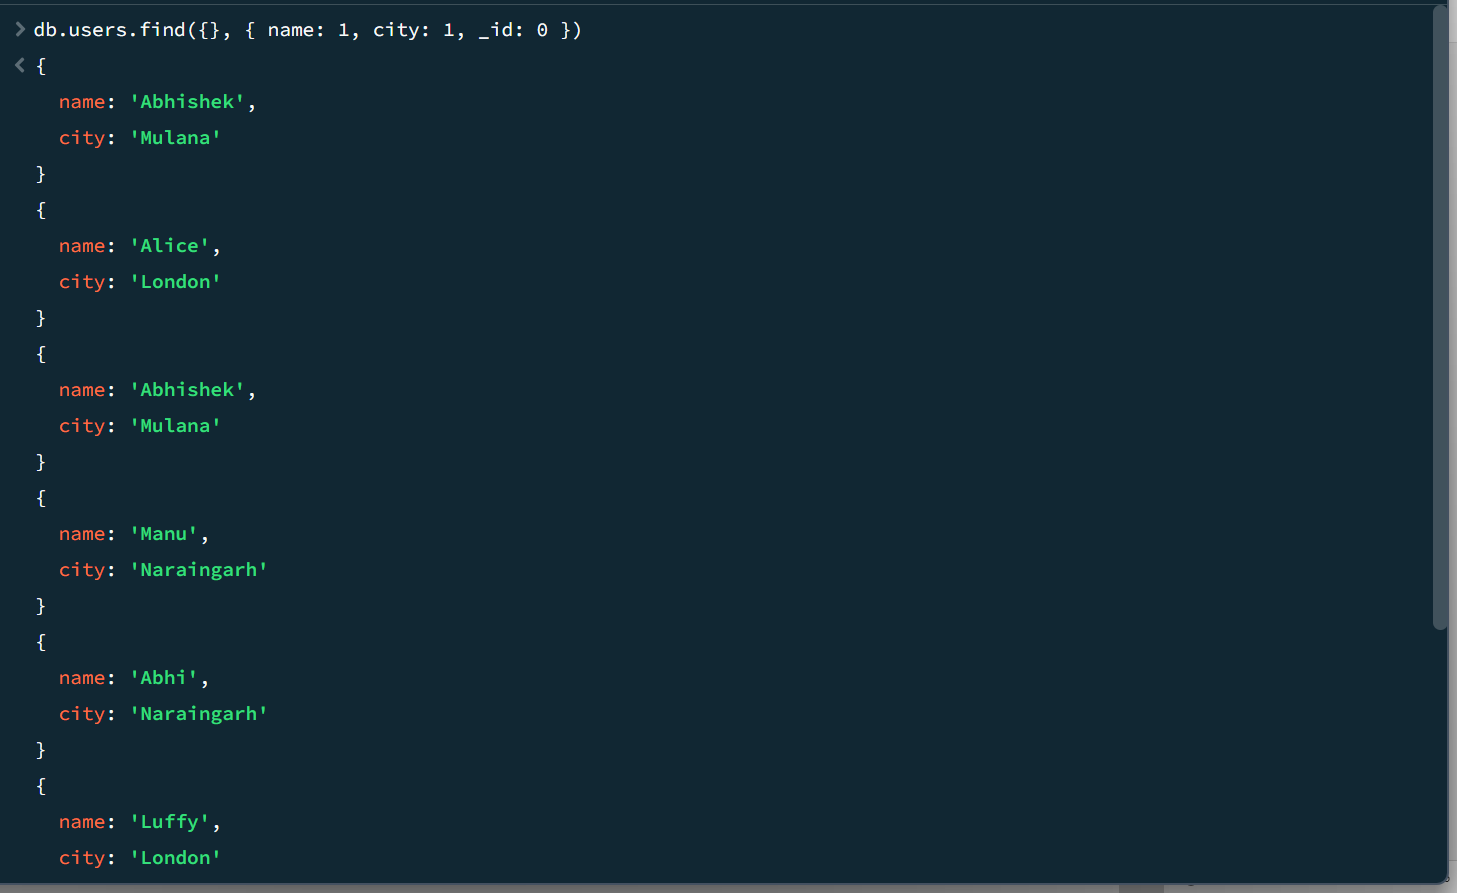 > db.users.find({}, { name: 1, city: 1, _id: 0 })
< {
name: 'Abhishek',
city: 'Mulana'
}
{
name: 'Alice',
city: 'London'
}
{
name: 'Abhishek',
city: 'Mulana'
}
{
name: 'Manu',
city: 'Naraingarh'
}
{
name: 'Abhi',
city: 'Naraingarh'
}
{
name: 'Luffy',
city: 'London'